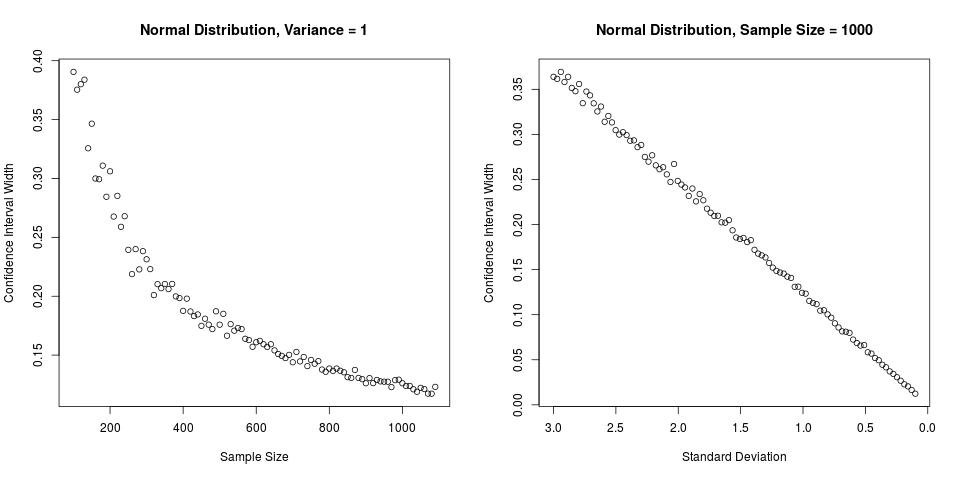 Normal Distribution, Variance = 1
Confidence Interval Width
0.40
0.35
0.30
0.25
0.20
0.15
200 400 600 800 1000
Sample Size
Normal Distribution, Sample Size = 1000
Confidence Interval Width
0.35
0.30
0.25
0.20
0.15
0.10
0.05
0.00
3.0 2.5 2.0 1.5 1.0 0.5 0.0
Standard Deviation